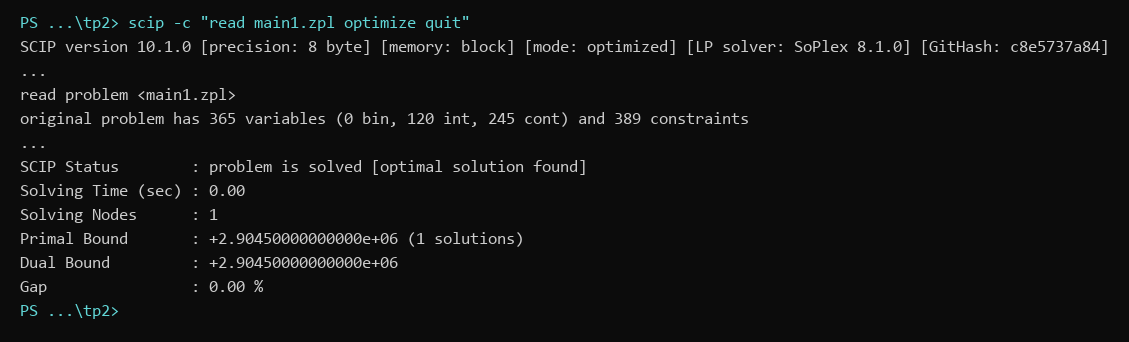 PS ...\tp2> scip -c "read main1.zpl optimize quit"
SCIP version 10.1.0 [precision: 8 byte] [memory: block] [mode: optimized] [LP solver: SoPlex 8.1.0] [GitHash: c8e5737a84]
...
read problem <main1.zpl>
original problem has 365 variables (0 bin, 120 int, 245 cont) and 389 constraints
...
SCIP Status        : problem is solved [optimal solution found]
Solving Time (sec) : 0.00
Solving Nodes      : 1
Primal Bound       : +2.90450000000000e+06 (1 solutions)
Dual Bound         : +2.90450000000000e+06
Gap                : 0.00 %
PS ...\tp2>